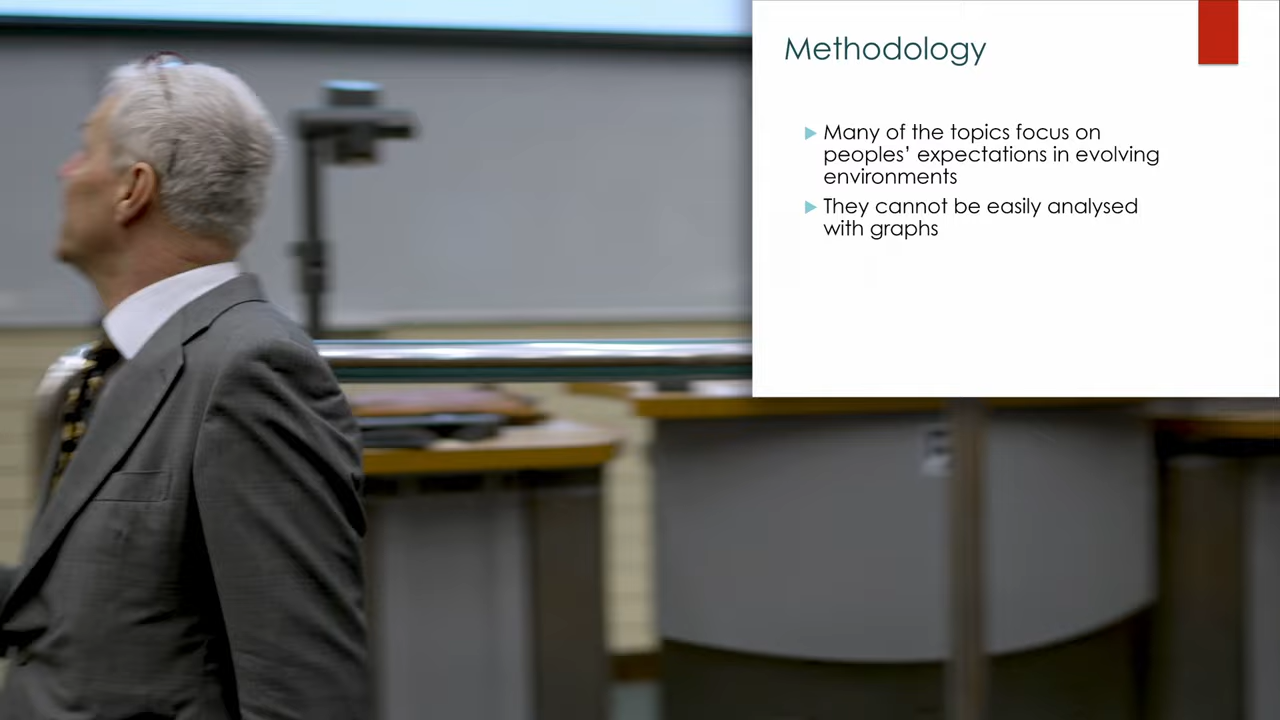 Methodology
Many of the topics focus on
peoples’ expectations in evolving
environments
They cannot be easily analysed
with graphs